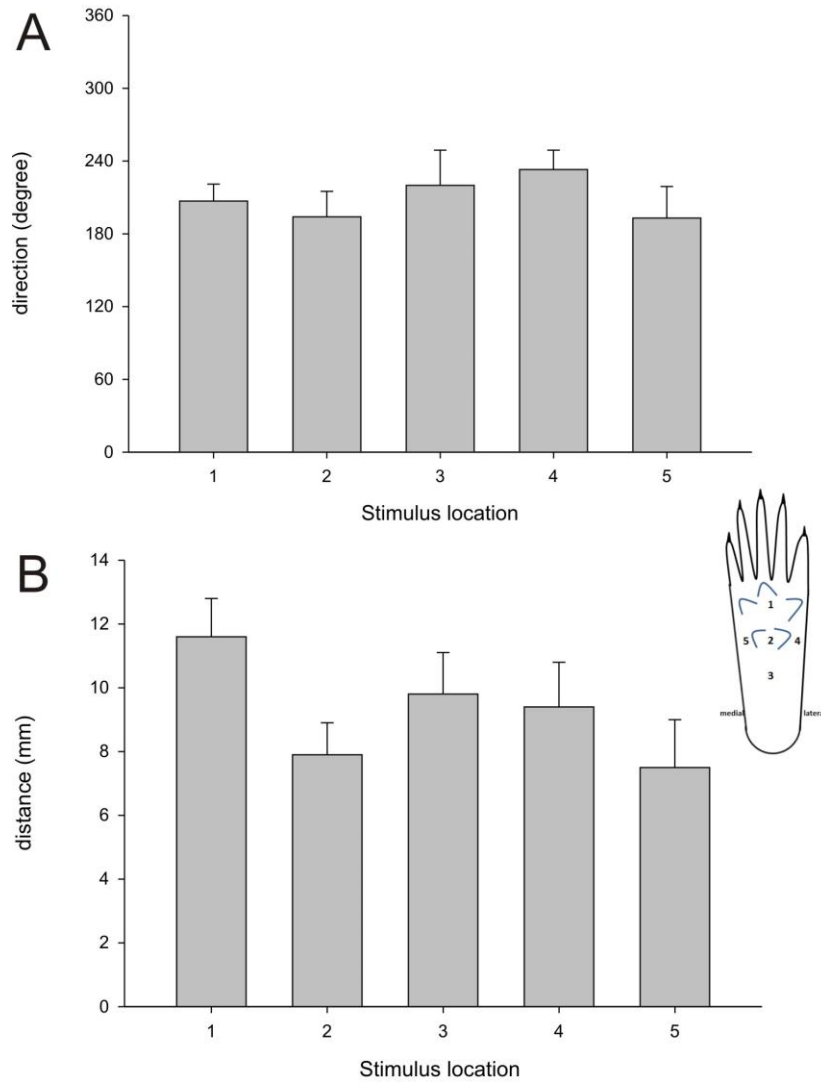 A
360
300
240
180
120
60
0
direction (degree)
1 2 3 4 5
Stimulus location
B
14
12
10
8
6
4
2
0
distance (mm)
1 2 3 4 5
Stimulus location
1
5 2 4
3
medial latera